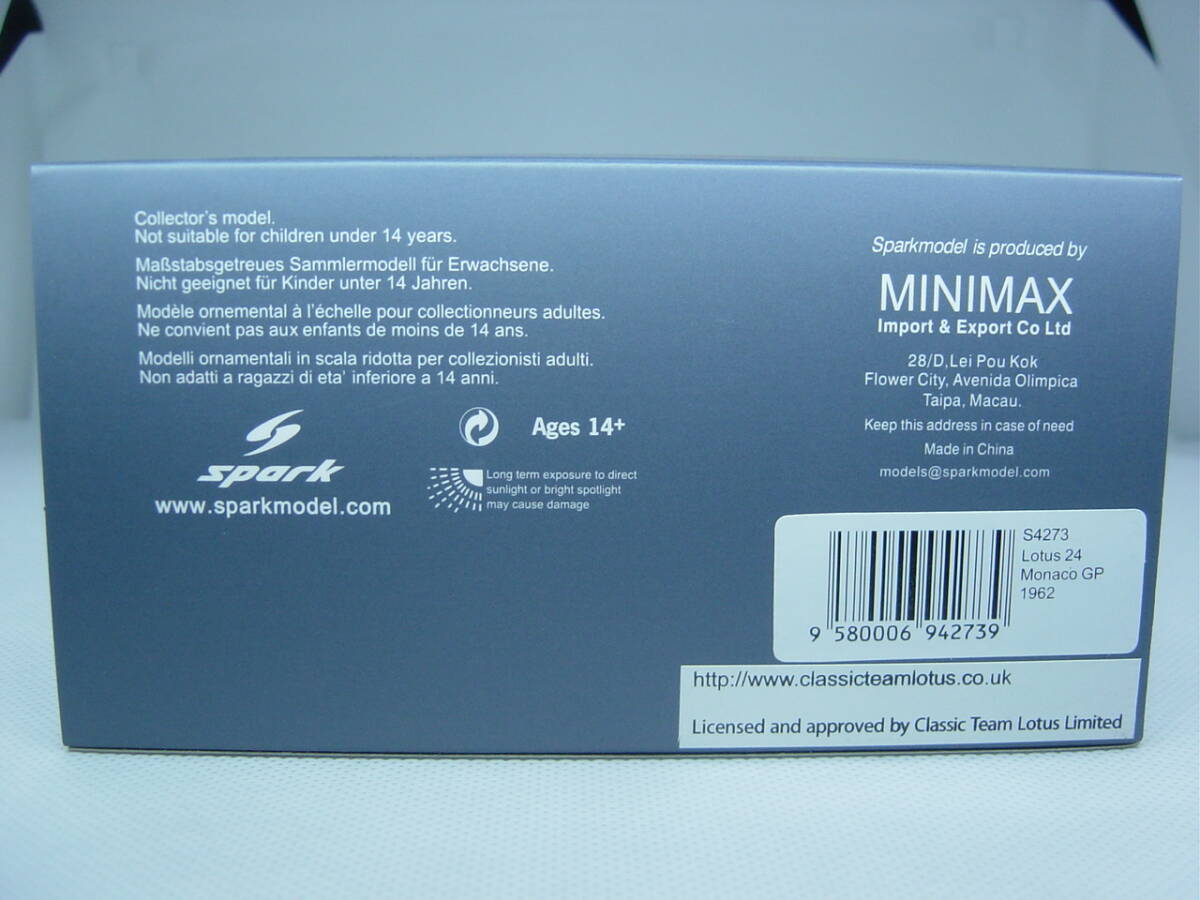 Collector's model.
Not suitable for children under 14 years.
Maßstabsgetreues Sammlermodell für Erwachsene.
Nicht geeignet für Kinder unter 14 Jahren.
Modèle ornemental à l'échelle pour collectionneurs adultes.
Ne convient pas aux enfants de moins de 14 ans.
Modelli ornamentali in scala ridotta per collezionisti adulti.
Non adatti a ragazzi di eta' inferiore a 14 anni.
spark
www.sparkmodel.com
Ages 14+
Long term exposure to direct
sunlight or bright spotlight
may cause damage
Sparkmodel is produced by
MINIMAX
Import & Export Co Ltd
28/D,Lei Pou Kok
Flower City, Avenida Olimpica
Taipa, Macau.
Keep this address in case of need
Made in China
models@sparkmodel.com
S4273
Lotus 24
Monaco GP
1962
9 580006 942739
http://www.classicteamlotus.co.uk
Licensed and approved by Classic Team Lotus Limited